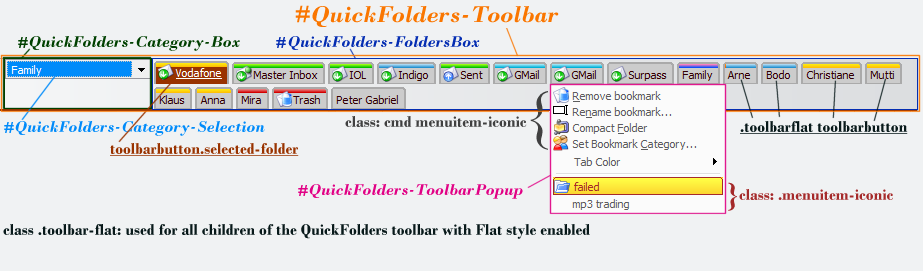 #QuickFolders-Toolbar
#QuickFolders-Category-Box
#QuickFolders-FoldersBox
Family
Vodafone Master Inbox IOL Indigo Sent GMail GMail Surpass Family Arne Bodo Christiane Mutti
Klaus Anna Mira Trash Peter Gabriel
#QuickFolders-Category-Selection
toolbarbutton.selected-folder
class: cmd menuitem-iconic
Remove bookmark
Rename bookmark...
Compact Folder
Set Bookmark Category...
Tab Color
.toolbarflat toolbarbutton
#QuickFolders-ToolbarPopup
failed
mp3 trading
class: .menuitem-iconic
class .toolbar-flat: used for all children of the QuickFolders toolbar with Flat style enabled